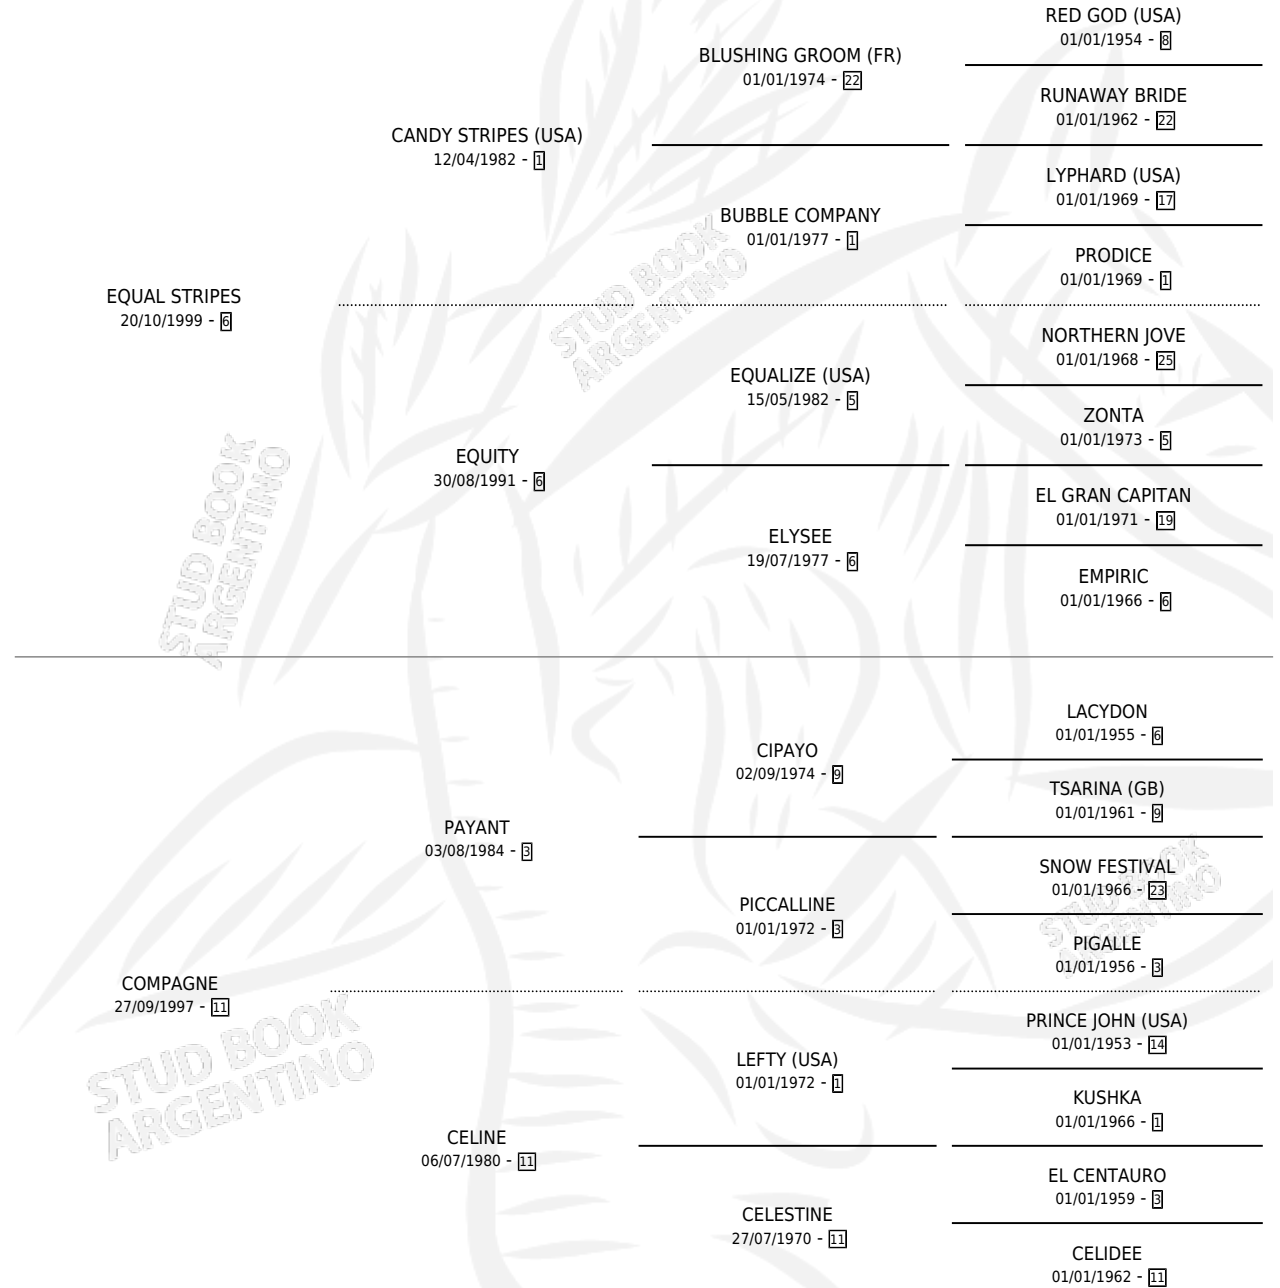 RED GOD (USA)
01/01/1954 - 8
BLUSHING GROOM (FR)
01/01/1974 - 22
RUNAWAY BRIDE
01/01/1962 - 22
CANDY STRIPES (USA)
12/04/1982 - 1
LYPHARD (USA)
01/01/1969 - 17
BUBBLE COMPANY
01/01/1977 - 1
PRODICE
01/01/1969 - 1
EQUAL STRIPES
20/10/1999 - 6
NORTHERN JOVE
01/01/1968 - 25
EQUALIZE (USA)
15/05/1982 - 5
ZONTA
01/01/1973 - 5
EQUITY
30/08/1991 - 6
EL GRAN CAPITAN
01/01/1971 - 19
ELYSEE
19/07/1977 - 6
EMPIRIC
01/01/1966 - 6
STUD BOOK
ARGENTINO
STUD BOOK
ARGENTINO
LACYDON
01/01/1955 - 6
CIPAYO
02/09/1974 - 9
TSARINA (GB)
01/01/1961 - 9
PAYANT
03/08/1984 - 3
SNOW FESTIVAL
01/01/1966 - 23
PICCALLINE
01/01/1972 - 3
PIGALLE
01/01/1956 - 3
COMPAGNE
27/09/1997 - 11
PRINCE JOHN (USA)
01/01/1953 - 14
LEFTY (USA)
01/01/1972 - 1
KUSHKA
01/01/1966 - 1
CELINE
06/07/1980 - 11
EL CENTAURO
01/01/1959 - 3
CELESTINE
27/07/1970 - 11
CELIDEE
01/01/1962 - 11
STUD BOOK
ARGENTINO
STUD BOOK
ARGENTINO